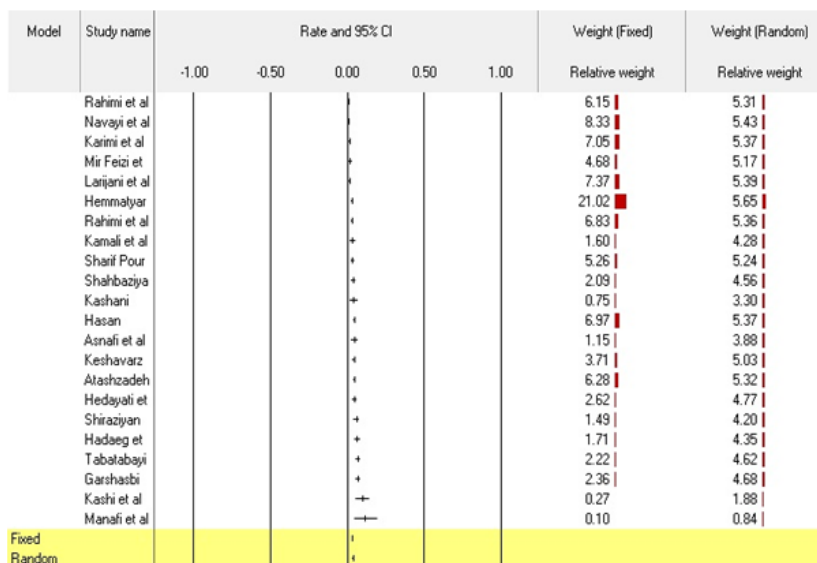 Model Study name Rate and 95% CI Weight (Fixed) Weight (Random)
-1.00 -0.50 0.00 0.50 1.00 Relative weight Relative weight
Rahimi et al 6.15 5.31
Navayi et al 8.33 5.43
Karimi et al 7.05 5.37
Mir Feizi et 4.68 5.17
Larijani et al 7.37 5.39
Hemmatyar 21.02 5.65
Rahimi et al 6.83 5.36
Kamali et al 1.60 4.28
Sharif Pour 5.26 5.24
Shahbaziya 2.09 4.56
Kashani 0.75 3.30
Hasan 6.97 5.37
Asnafi et al 1.15 3.88
Keshavarz 3.71 5.03
Atashzadeh 6.28 5.32
Hedayati et 2.62 4.77
Shiraziyan 1.49 4.20
Hadaeg et 1.71 4.35
Tabatabayi 2.22 4.62
Garshasbi 2.36 4.68
Kashi et al 0.27 1.88
Manafi et al 0.10 0.84
Fixed
Random